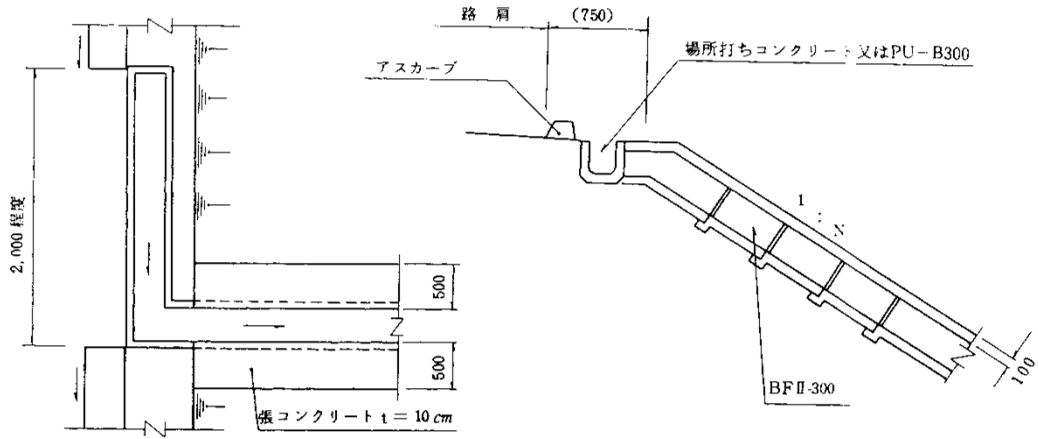 路肩
(750)
場所打ちコンクリート又はPU-B300
アスカーブ
2,000程度
1:N
500
500
張コンクリート t = 10 cm
BFⅡ-300
100